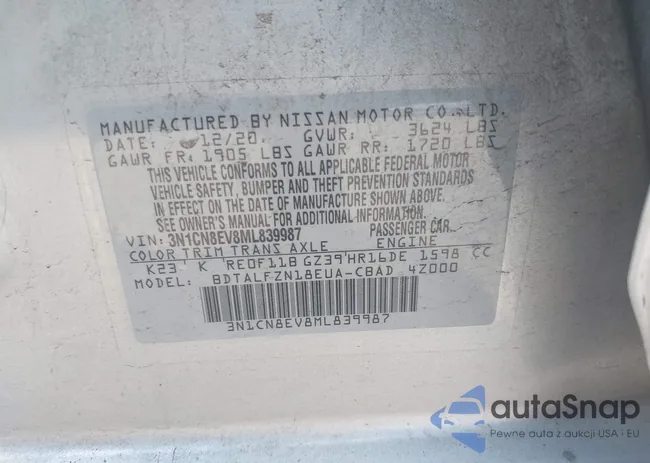 MANUFACTURED BY NISSAN MOTOR CO., LTD.
DATE: 12/20 GVWR: 3624 LBS
GAWR FR: 1905 LBS GAWR RR: 1720 LBS
THIS VEHICLE CONFORMS TO ALL APPLICABLE FEDERAL MOTOR
VEHICLE SAFETY, BUMPER AND THEFT PREVENTION STANDARDS
IN EFFECT ON THE DATE OF MANUFACTURE SHOWN ABOVE.
SEE OWNER'S MANUAL FOR ADDITIONAL INFORMATION.
VIN: 3N1CN8EV8ML839987 PASSENGER CAR
COLOR TRIM TRANS AXLE ENGINE
K23 K RE0F11B GZ39 HR16DE 1598 CC
MODEL BDTALFZN18EUA-CBAD 4Z000
3N1CN8EV8ML839987
autoSnap
Pewne auta z aukcji USA i EU